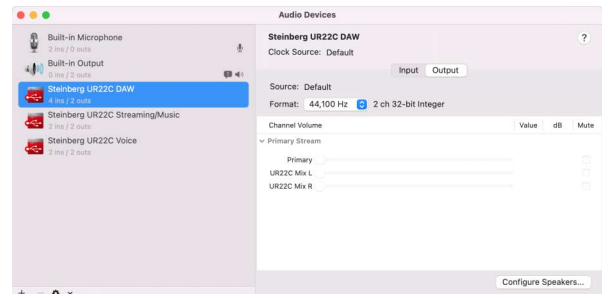 Audio Devices
Built-in Microphone
2 ins / 0 outs
Built-in Output
0 ins / 2 outs
Steinberg UR22C DAW
4 ins / 2 outs
Steinberg UR22C Streaming/Music
2 ins / 2 outs
Steinberg UR22C Voice
2 ins / 2 outs
Steinberg UR22C DAW
?
Clock Source: Default
Input Output
Source: Default
Format: 44,100 Hz 2 ch 32-bit Integer
Channel Volume Value dB Mute
Primary Stream
Primary
UR22C Mix L
UR22C Mix R
Configure Speakers...